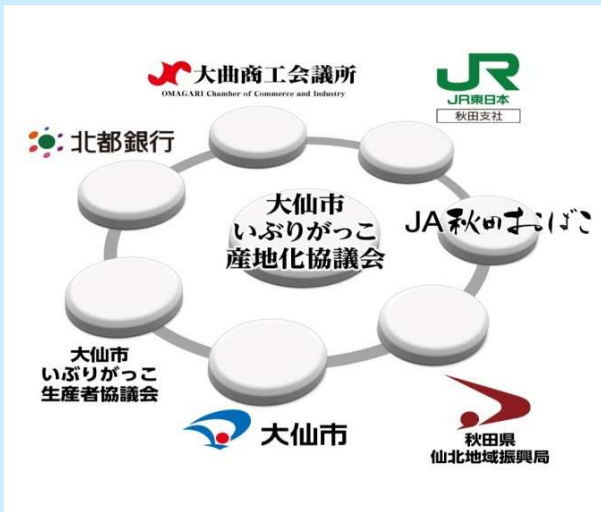 大曲商工会議所
OMAGARI Chamber of Commerce and Industry
JR
JR東日本
秋田支社
北都銀行
大仙市
いぶりがっこ
産地化協議会
JA秋田おばこ
大仙市
いぶりがっこ
生産者協議会
大仙市
秋田県
仙北地域振興局